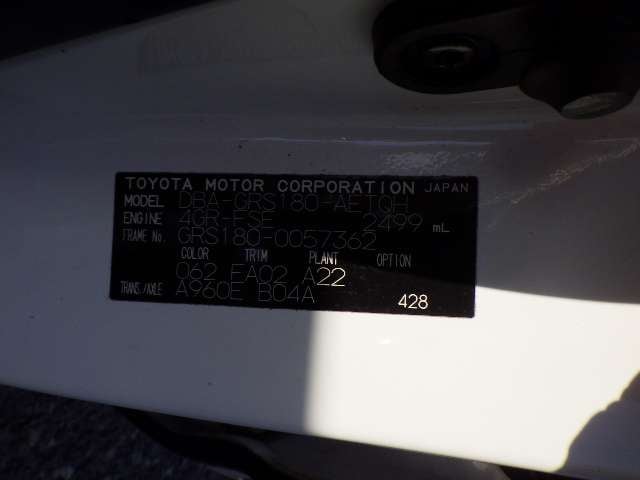 TOYOTA MOTOR CORPORATION JAPAN
MODEL DBA-GRS180-AETQH
ENGINE 4GR-FSE 2499 mL
FRAME No. GRS180-0057362
COLOR TRIM PLANT OPTION
062 FA02 A22
TRANS./AXLE A960E B04A
428